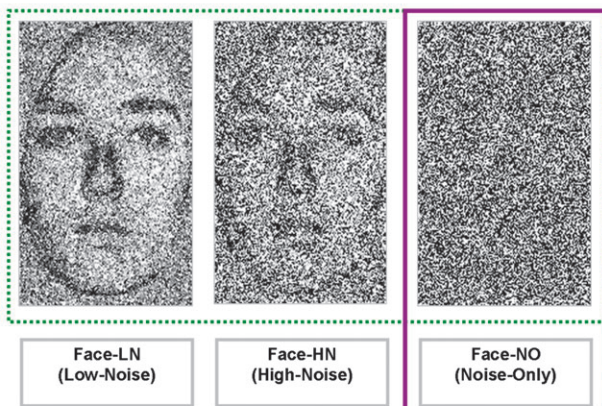 Face-LN
(Low-Noise)
Face-HN
(High-Noise)
Face-NO
(Noise-Only)